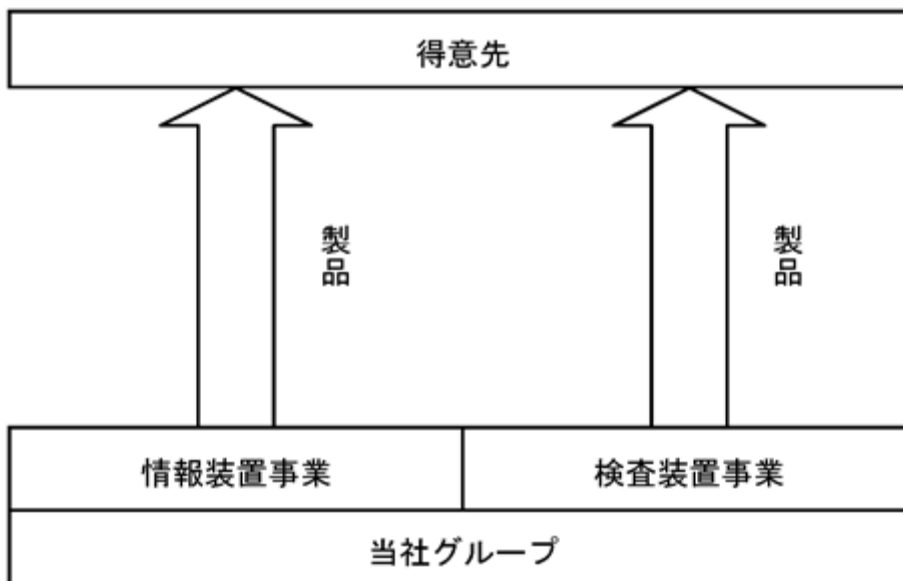 得意先
製品
製品
情報装置事業
検査装置事業
当社グループ